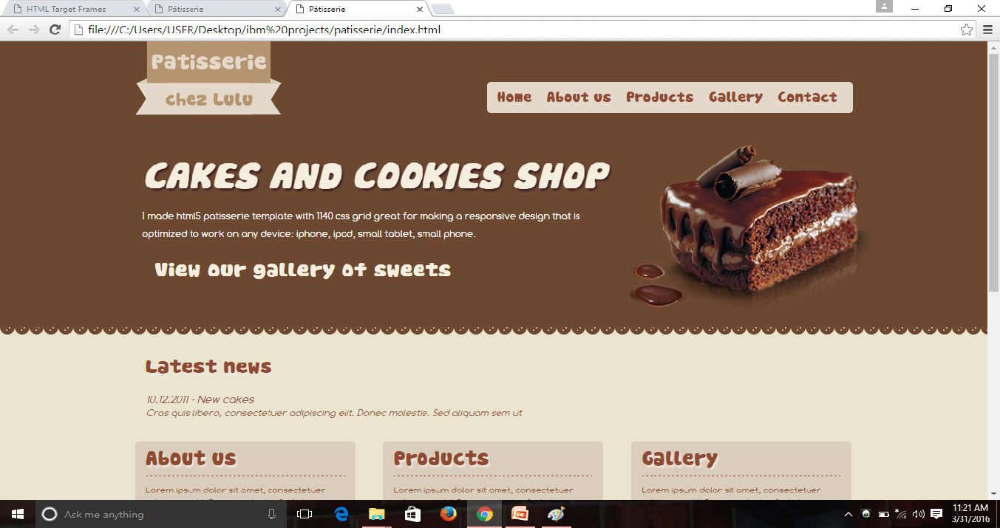 HTML Target Frames
Pâtisserie
Pâtisserie
file:///C:/Users/USER/Desktop/ibm%20projects/patisserie/index.html
Patisserie
chez Lulu
Home About us Products Gallery Contact
CAKES AND COOKIES SHOP
I made html5 patisserie template with 1140 css grid great for making a responsive design that is
optimized to work on any device: iphone, ipad, small tablet, small phone.
View our gallery of sweets
Latest news
10.12.2011 - New cakes
Cras quis libero, consectetuer adipiscing elit. Donec molestie. Sed aliquam sem ut
About us
Lorem ipsum dolor sit amet, consectetuer
Products
Lorem ipsum dolor sit amet, consectetuer
Gallery
Lorem ipsum dolor sit amet, consectetuer
Ask me anything
11:21 AM
3/31/2016